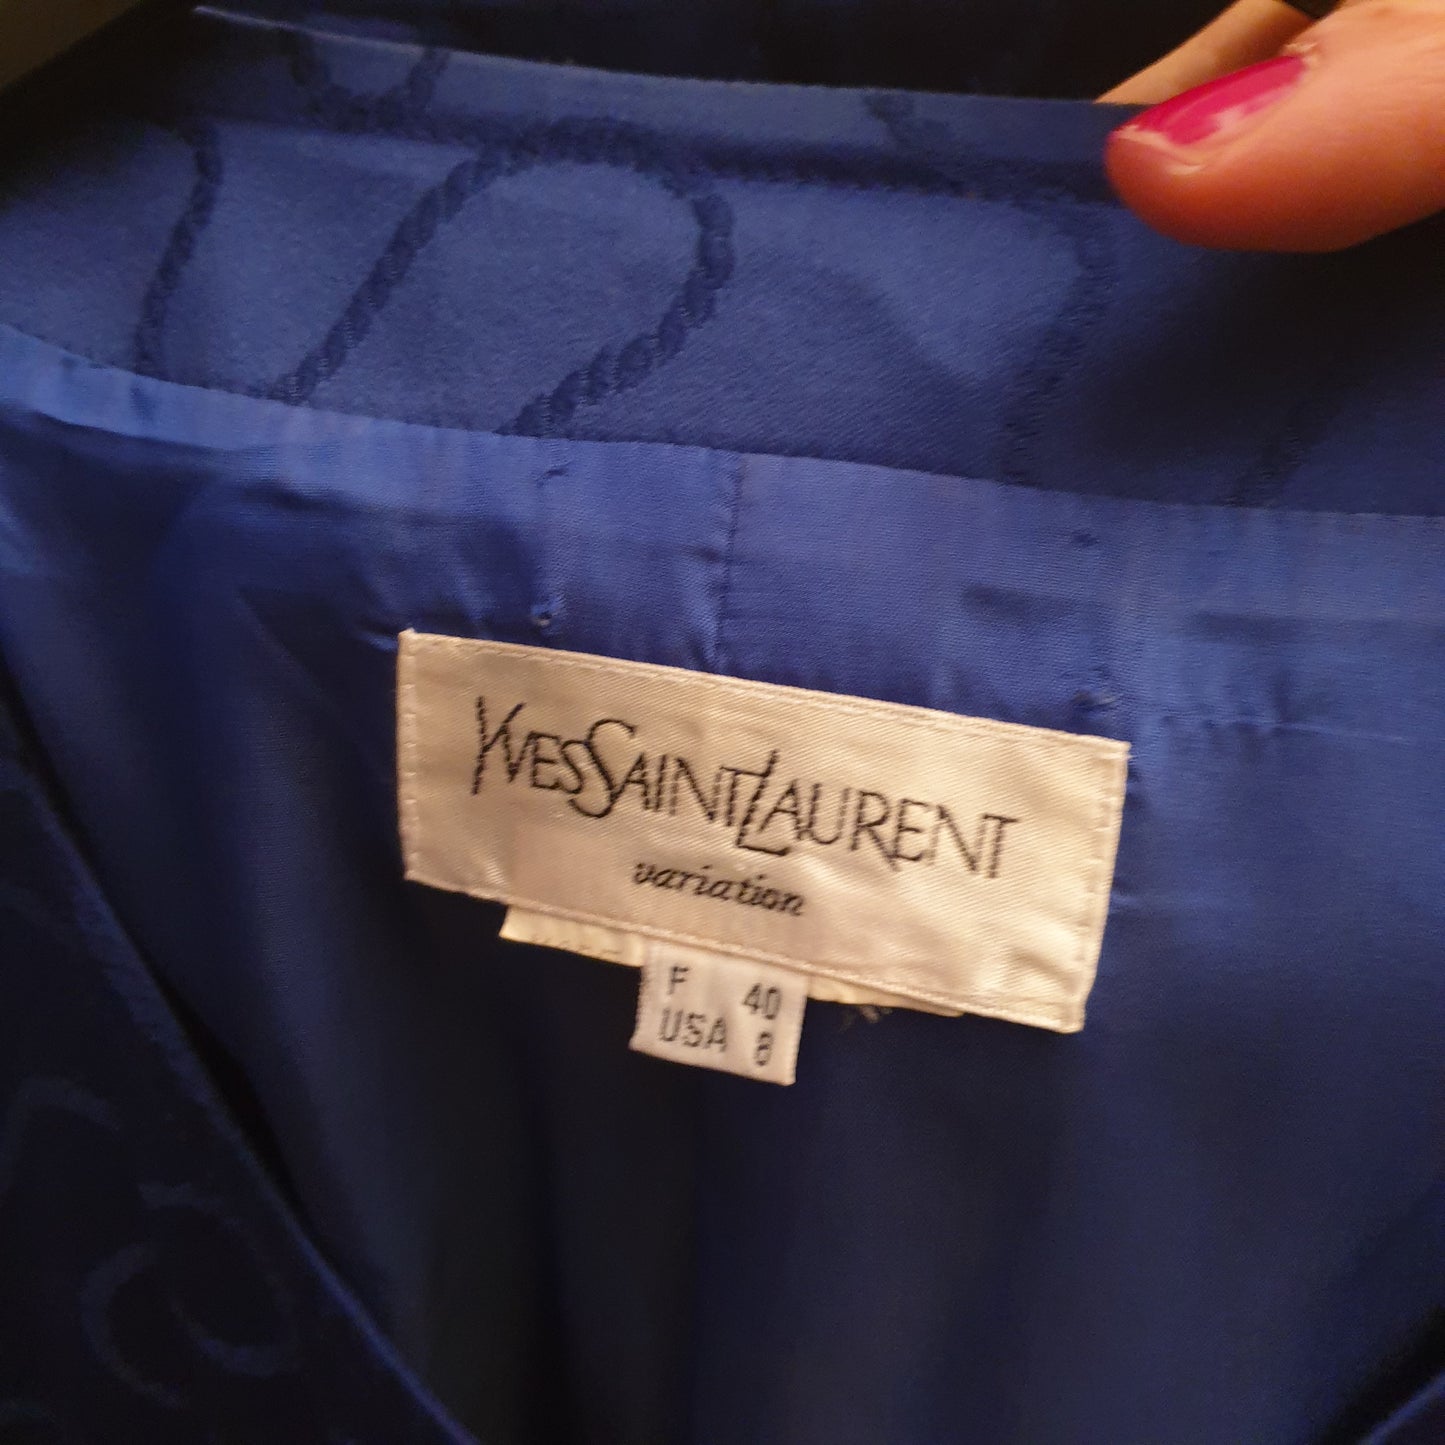 YVESSAINTLAURENT
variation
F 40
USA 8